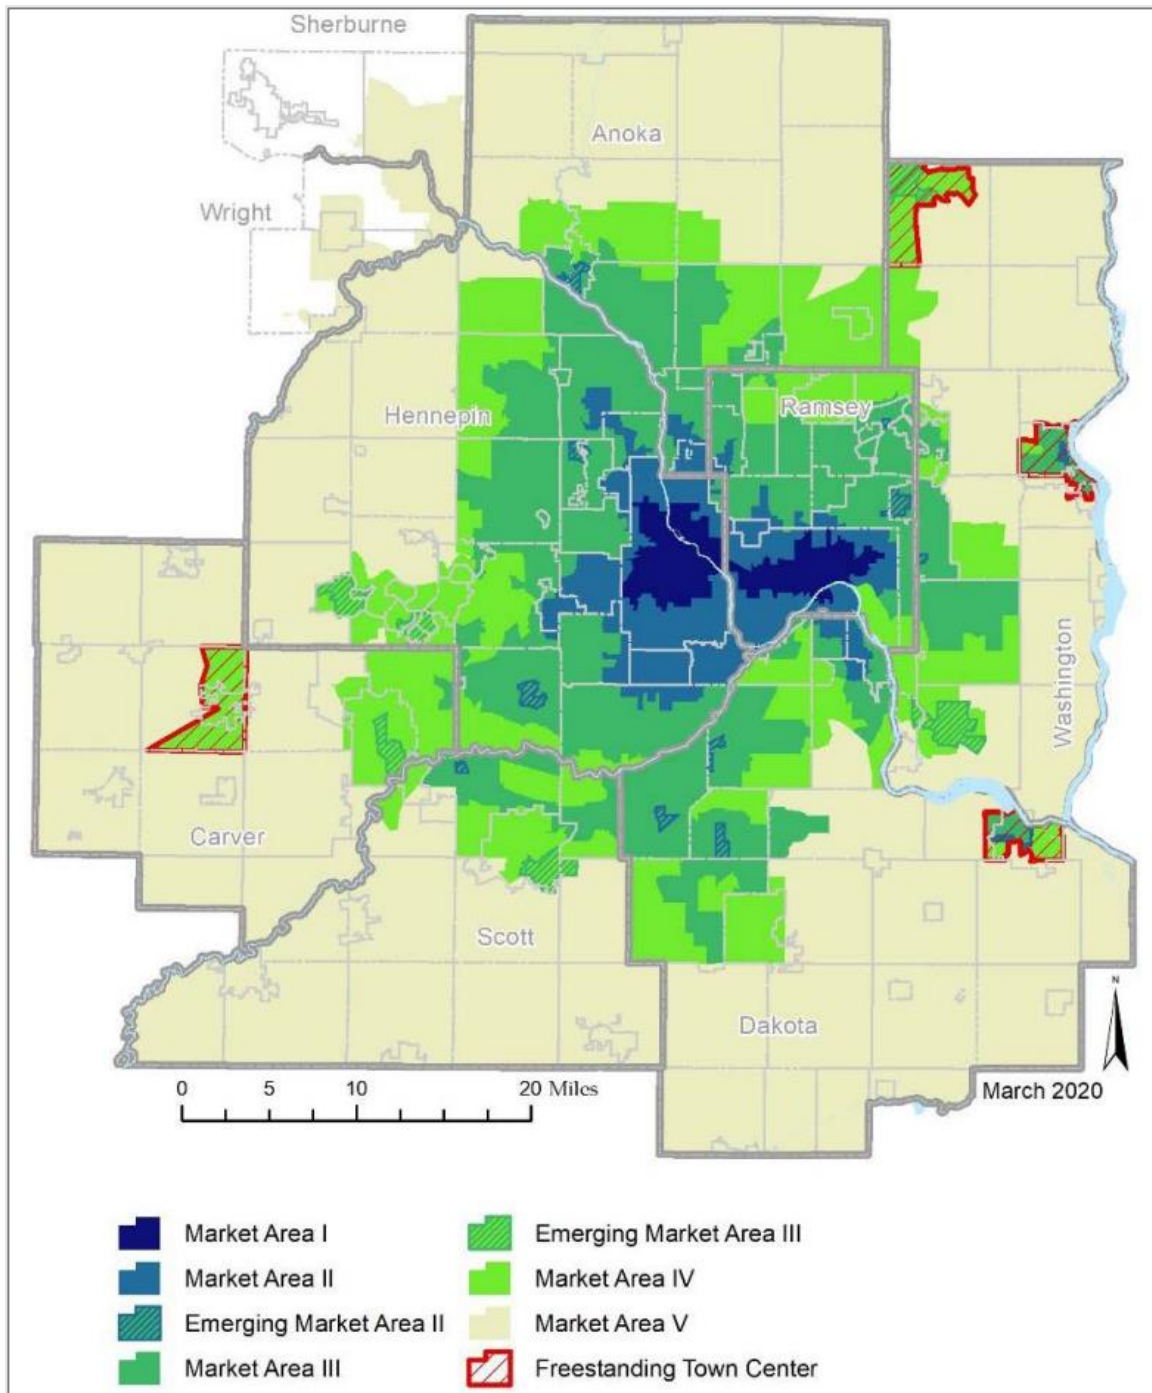 Sherburne
Anoka
Wright
Ramsey
Hennepin
Washington
Carver
Scott
Dakota
N
0 5 10 20 Miles
March 2020
Market Area I
Market Area II
Emerging Market Area II
Market Area III
Emerging Market Area III
Market Area IV
Market Area V
Freestanding Town Center